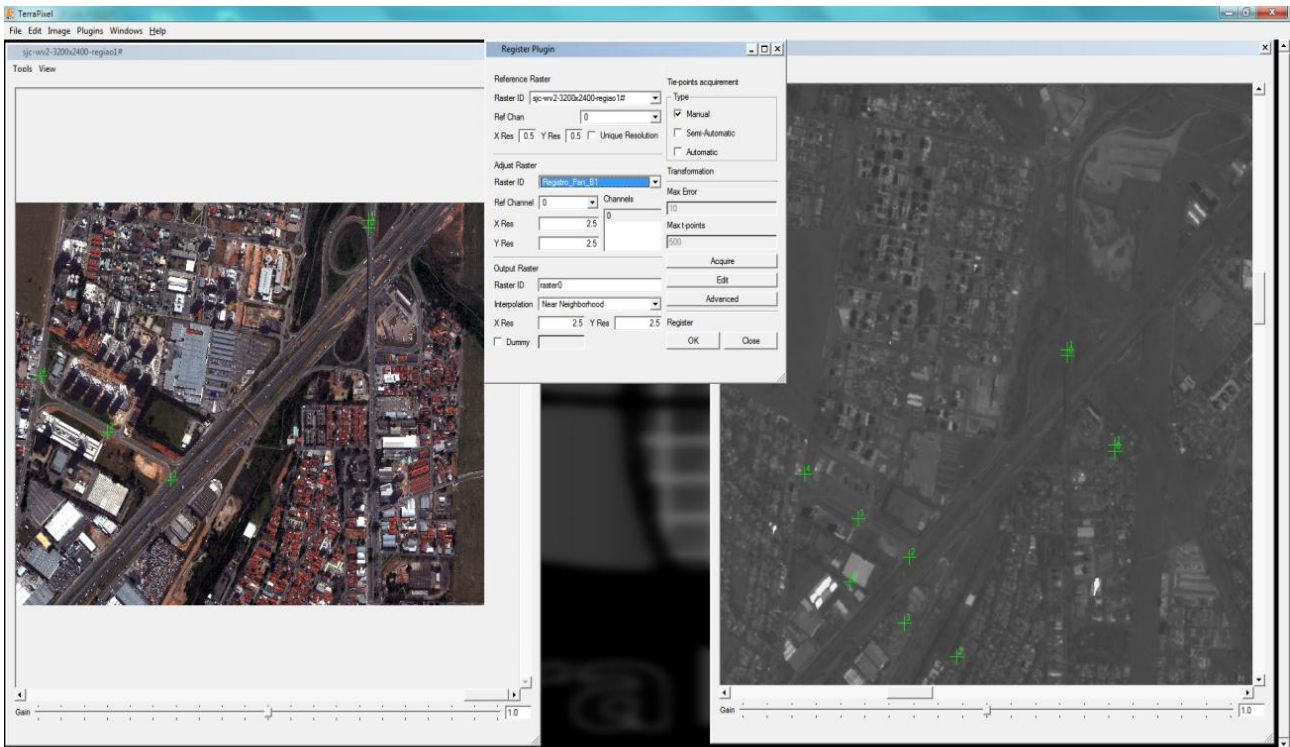 TerraPixel
File Edit Image Plugins Windows Help
sjc-wv2-3200x2400-regiao1#
Tools View
Gain
1.0
Register Plugin
Reference Raster
Raster ID sjc-wv2-3200x2400-regiao1#
Ref Chan 0
X Res 0.5 Y Res 0.5 Unique Resolution
Adjust Raster
Raster ID Registro_Pan_B1
Ref Channel 0 Channels
0
X Res 2.5
Y Res 2.5
Output Raster
Raster ID raster0
Interpolation Near Neighborhood
X Res 2.5 Y Res 2.5
Dummy
Tie-points acquirement
Type
Manual
Semi-Automatic
Automatic
Transformation
Max Error
10
Max t-points
500
Acquire
Edit
Advanced
Register
OK Close
4
3
2
3
Gain
1.0